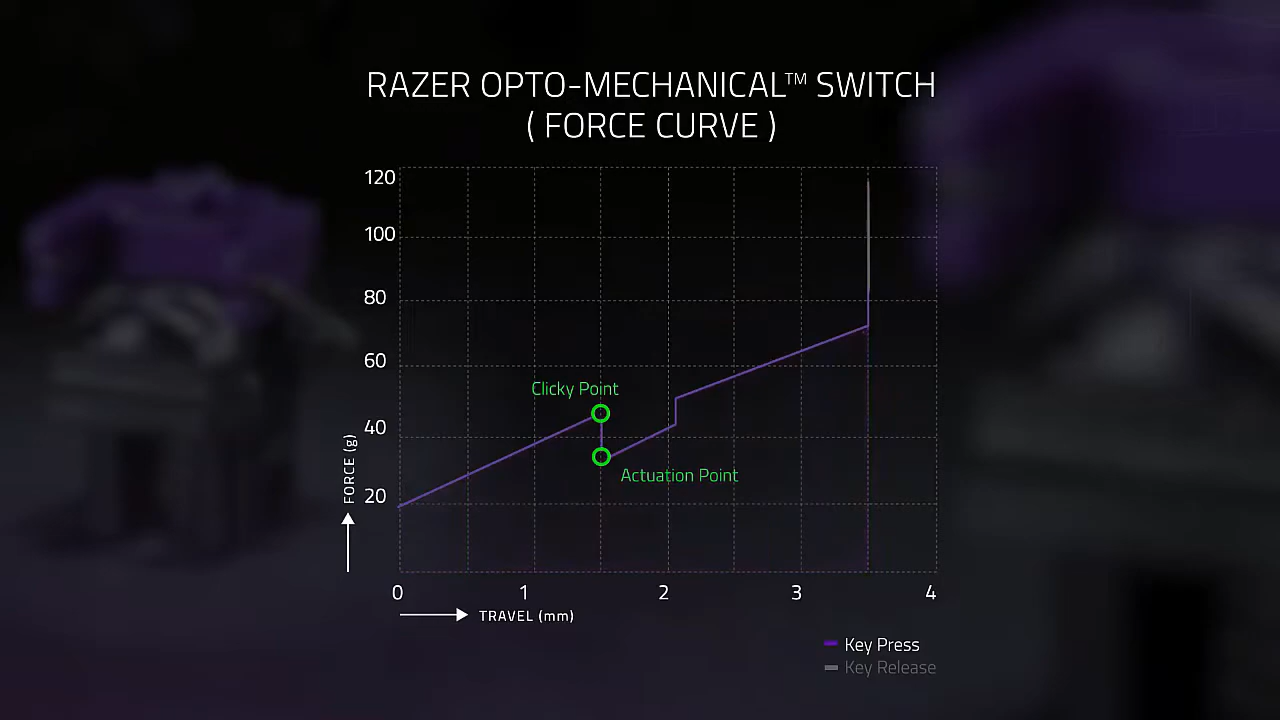 RAZER OPTO-MECHANICAL™ SWITCH
( FORCE CURVE )
120
100
80
60
40
20
FORCE (g)
Clicky Point
Actuation Point
0 1 2 3 4
TRAVEL (mm)
Key Press
Key Release